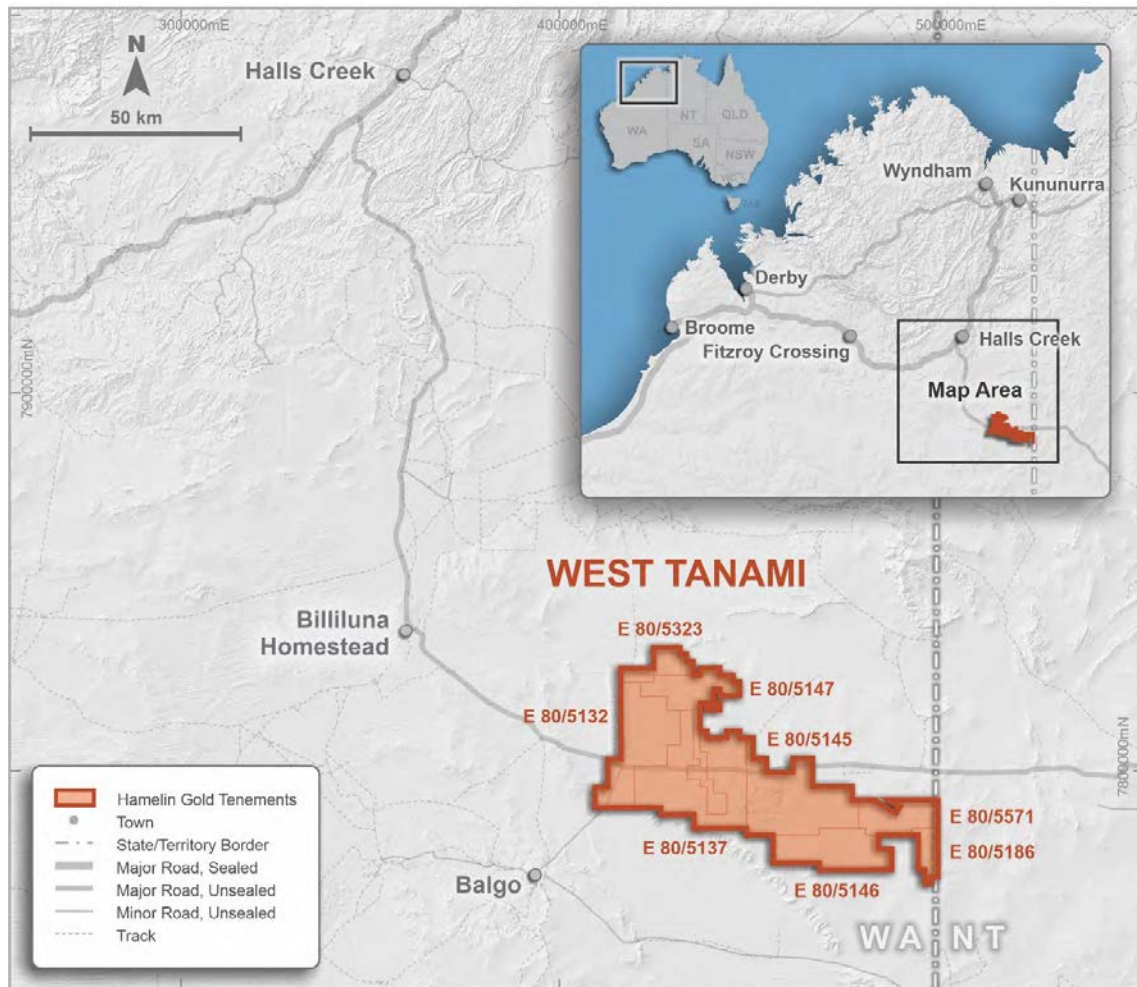 300000mE
400000mE
500000mE
N
50 km
Halls Creek
7900000mN
WA
NT
QLD
SA
NSW
Wyndham
Kununurra
Derby
Broome
Fitzroy Crossing
Halls Creek
Map Area
WEST TANAMI
Billiluna
Homestead
E 80/5323
E 80/5147
E 80/5132
E 80/5145
7800000mN
E 80/5571
E 80/5137
E 80/5186
E 80/5146
Balgo
WA NT
Hamelin Gold Tenements
Town
State/Territory Border
Major Road, Sealed
Major Road, Unsealed
Minor Road, Unsealed
Track